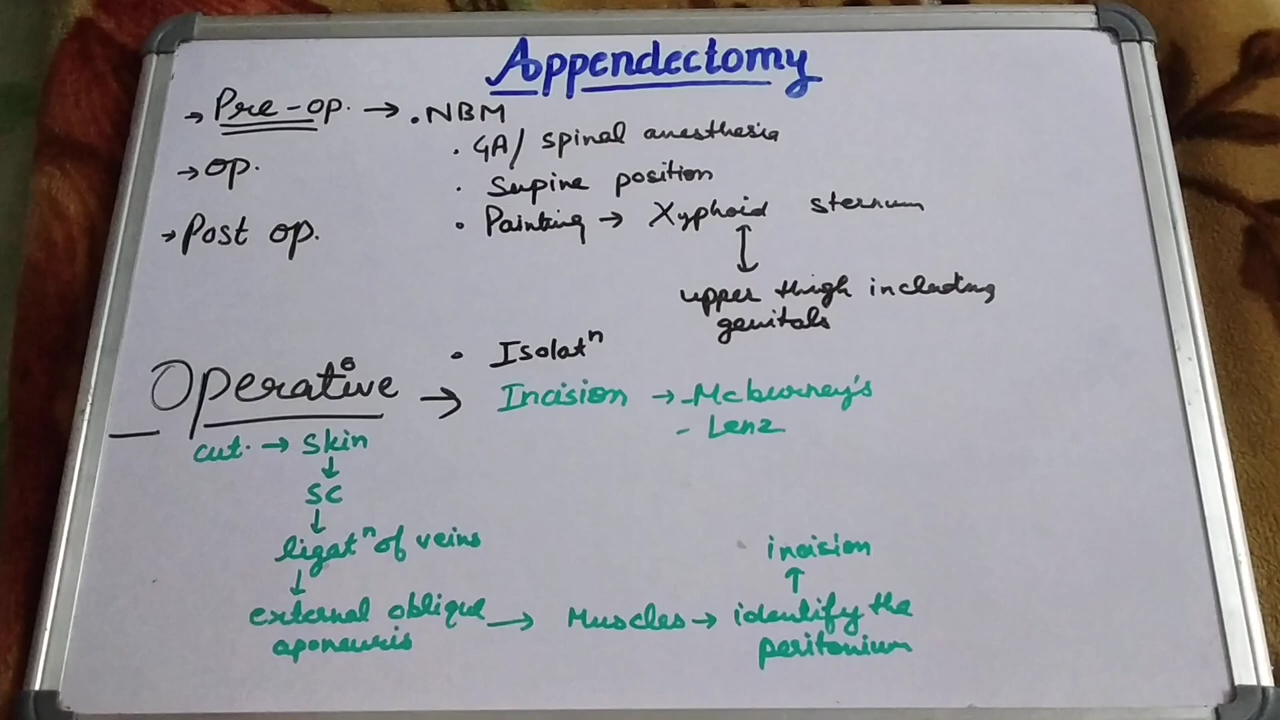 Appendectomy
→ Pre-op. → . NBM
. GA/ spinal anesthesia
→ op.
. Supine position
. Painting → Xyphoid sternum
→ Post op.
↕
upper thigh including
genitals
. Isolatⁿ
Operative →
Incision → - Mcburney's
- Lenz
cut. → Skin
↓
SC
↓
ligatⁿ of veins
↓
incision
↑
external oblique → Muscles → identify the
aponeuris
peritonium